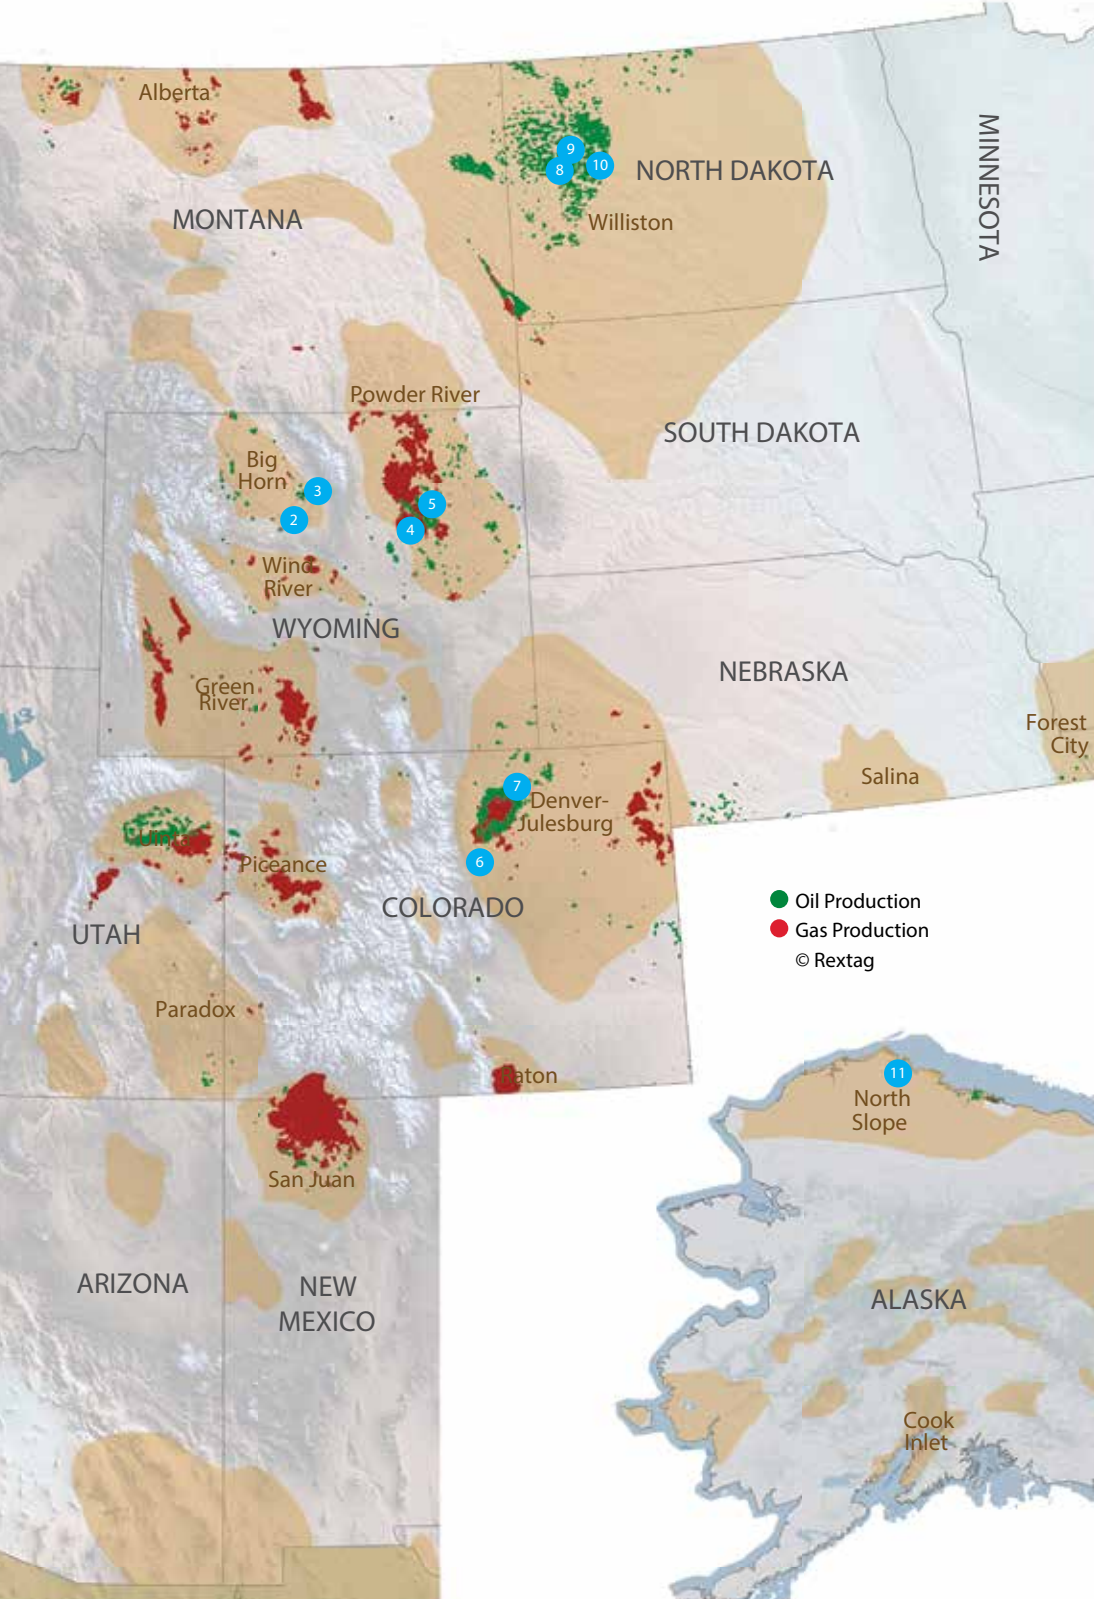 Alberta
MONTANA
9
8
10
NORTH DAKOTA
Williston
MINNESOTA
Powder River
SOUTH DAKOTA
Big
Horn
3
2
5
4
Wind
River
WYOMING
NEBRASKA
Green
River
Forest
City
Salina
7
Denver-
Julesburg
6
Uinta
Piceance
COLORADO
UTAH
Oil Production
Gas Production
© Rextag
Paradox
Raton
San Juan
11
North
Slope
ARIZONA
NEW
MEXICO
ALASKA
Cook
Inlet